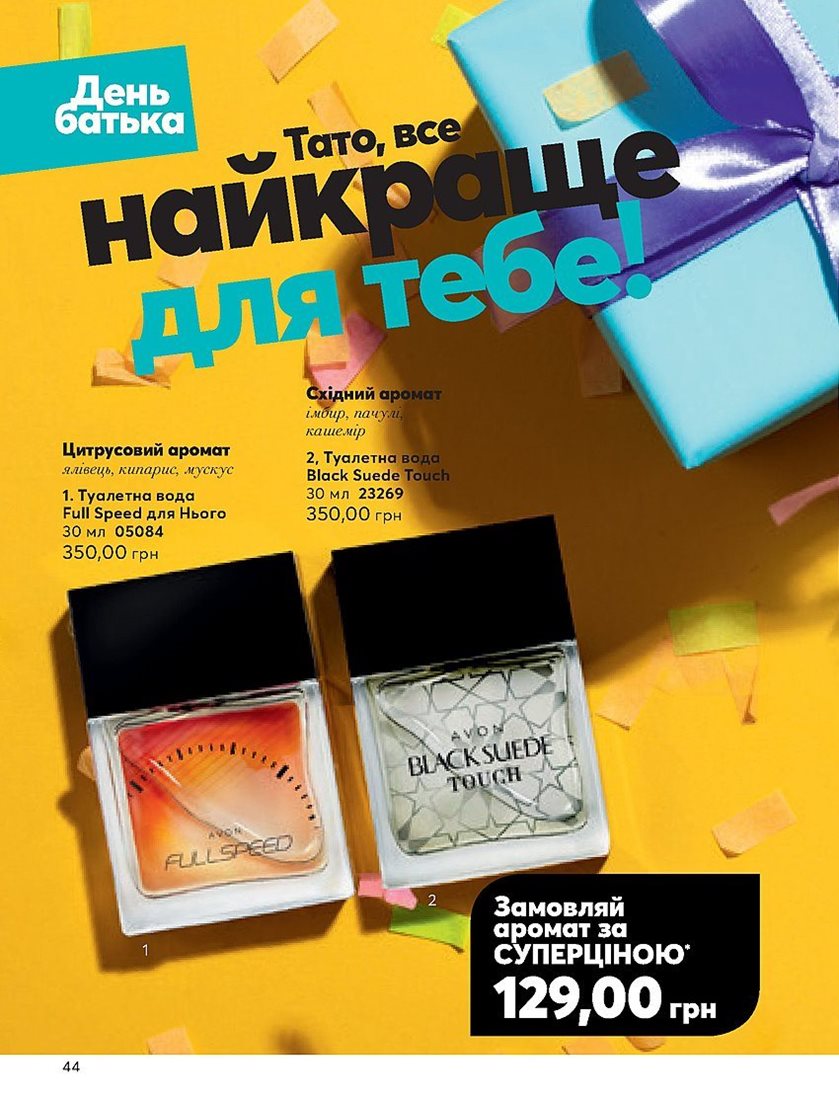 День
батька
Тато, все
найкраще
для тебе!
Східний аромат
імбир, пачулі,
кашемір
2, Туалетна вода
Black Suede Touch
30 мл 23269
350,00 грн
Цитрусовий аромат
ялівець, кипарис, мускус
1. Туалетна вода
Full Speed для Нього
30 мл 05084
350,00 грн
AVON
FULL SPEED
1
AVON
BLACK SUEDE
TOUCH
2
Замовляй
аромат за
СУПЕРЦІНОЮ*
129,00 грн
44